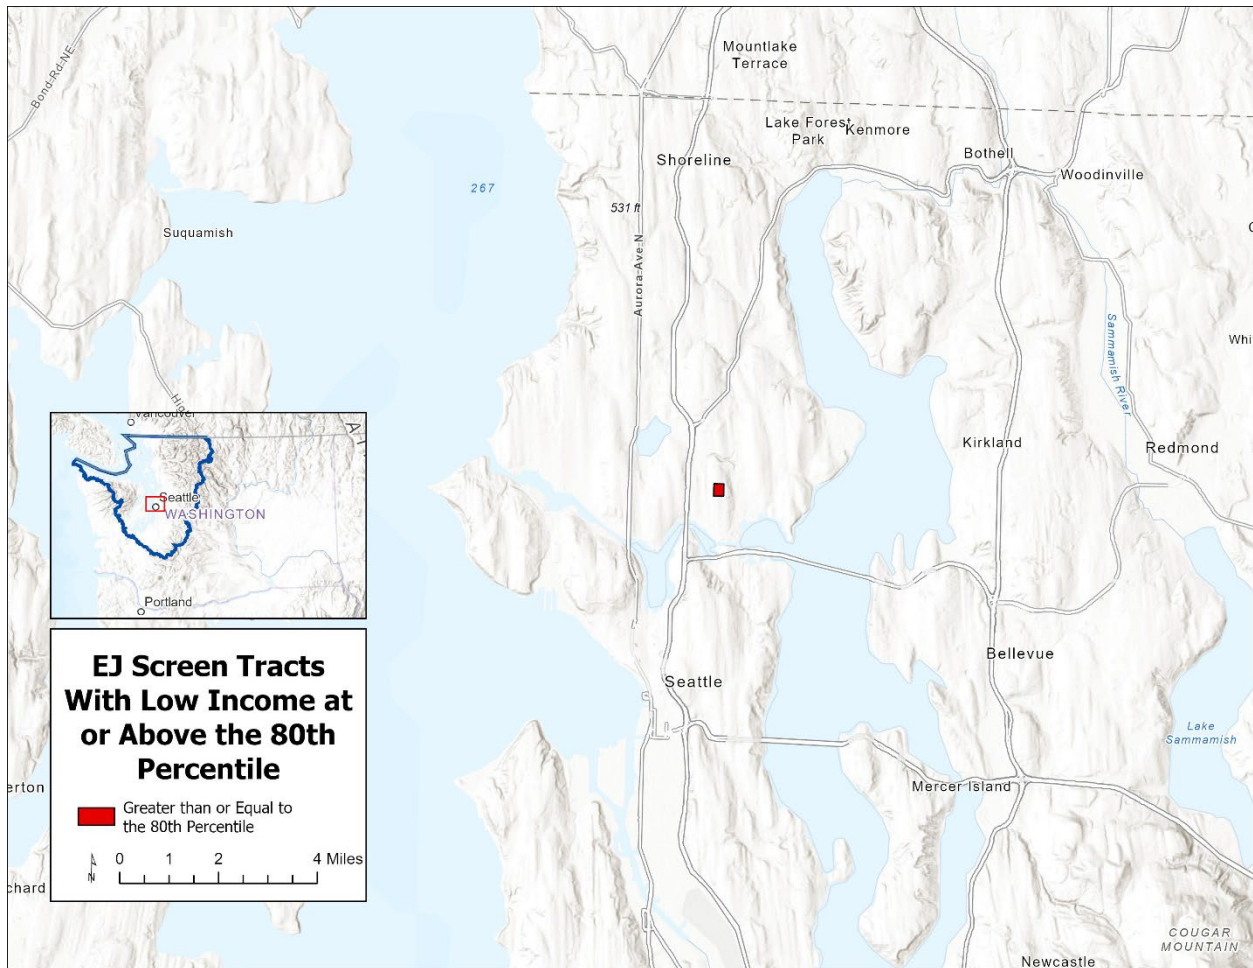 Bond-Rd-NE
Mountlake
Terrace
Lake Forest
Park
Kenmore
Shoreline
Bothell
Woodinville
267
531 ft
Suquamish
Aurora-Ave-N
Sammamish River
Whi
Kirkland
Redmond
Vancouver
Seattle
WASHINGTON
Portland
EJ Screen Tracts
With Low Income at
or Above the 80th
Percentile
Greater than or Equal to
the 80th Percentile
0 1 2 4 Miles
N
Bellevue
Seattle
Lake
Sammamish
Mercer Island
erton
chard
COUGAR
MOUNTAIN
Newcastle